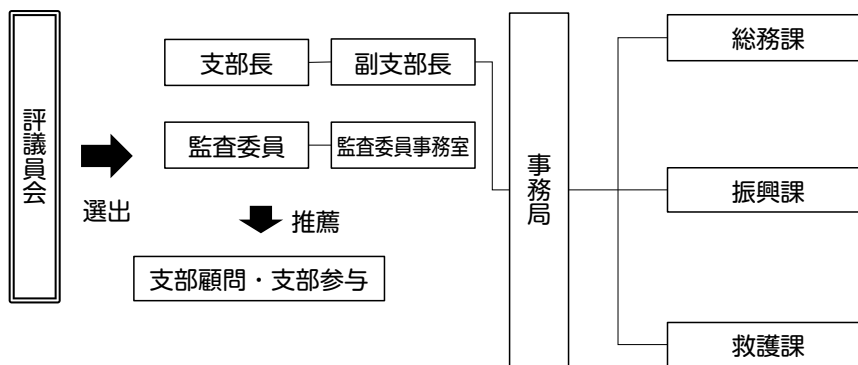 評議員会
選出
支部長
副支部長
監査委員
監査委員事務室
推薦
支部顧問・支部参与
事務局
総務課
振興課
救護課